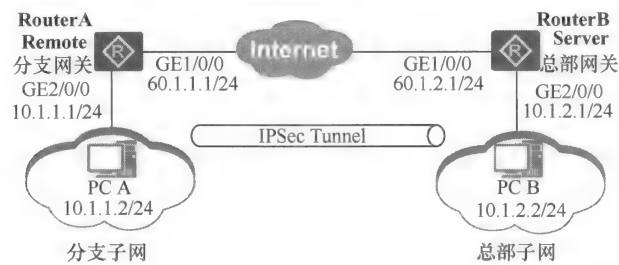 RouterA
Remote
分支网关
GE2/0/0
10.1.1.1/24
GE1/0/0
60.1.1.1/24
Internet
GE1/0/0
60.1.2.1/24
RouterB
Server
总部网关
GE2/0/0
10.1.2.1/24
IPSec Tunnel
PC A
10.1.1.2/24
分支子网
PC B
10.1.2.2/24
总部子网
R
R